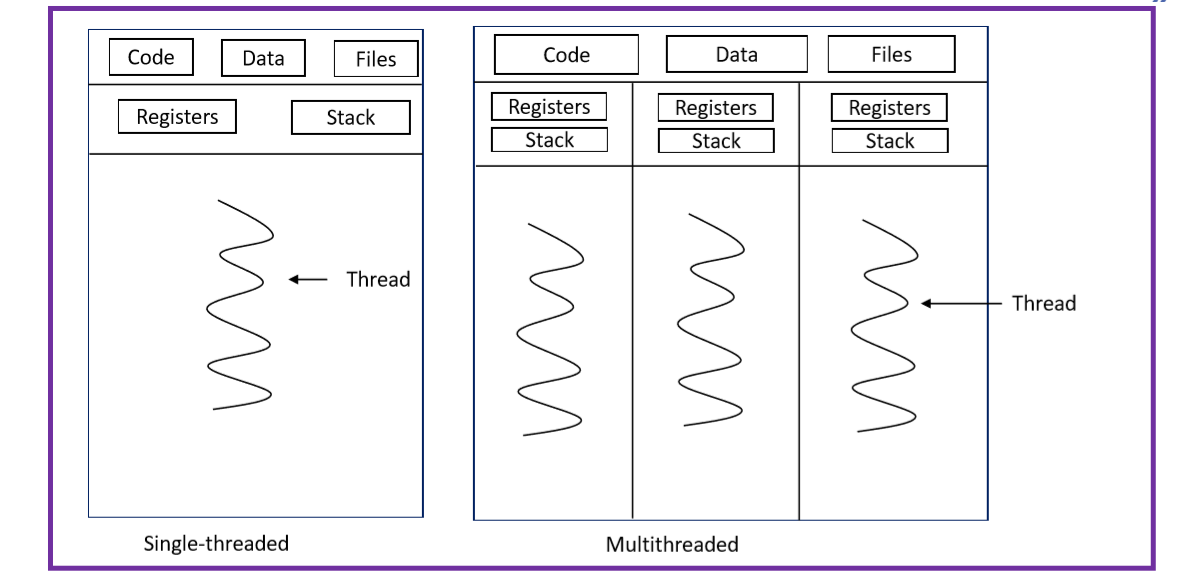 Code Data Files
Registers Stack
Thread
Single-threaded
Code Data Files
Registers Registers Registers
Stack Stack Stack
Thread
Multithreaded